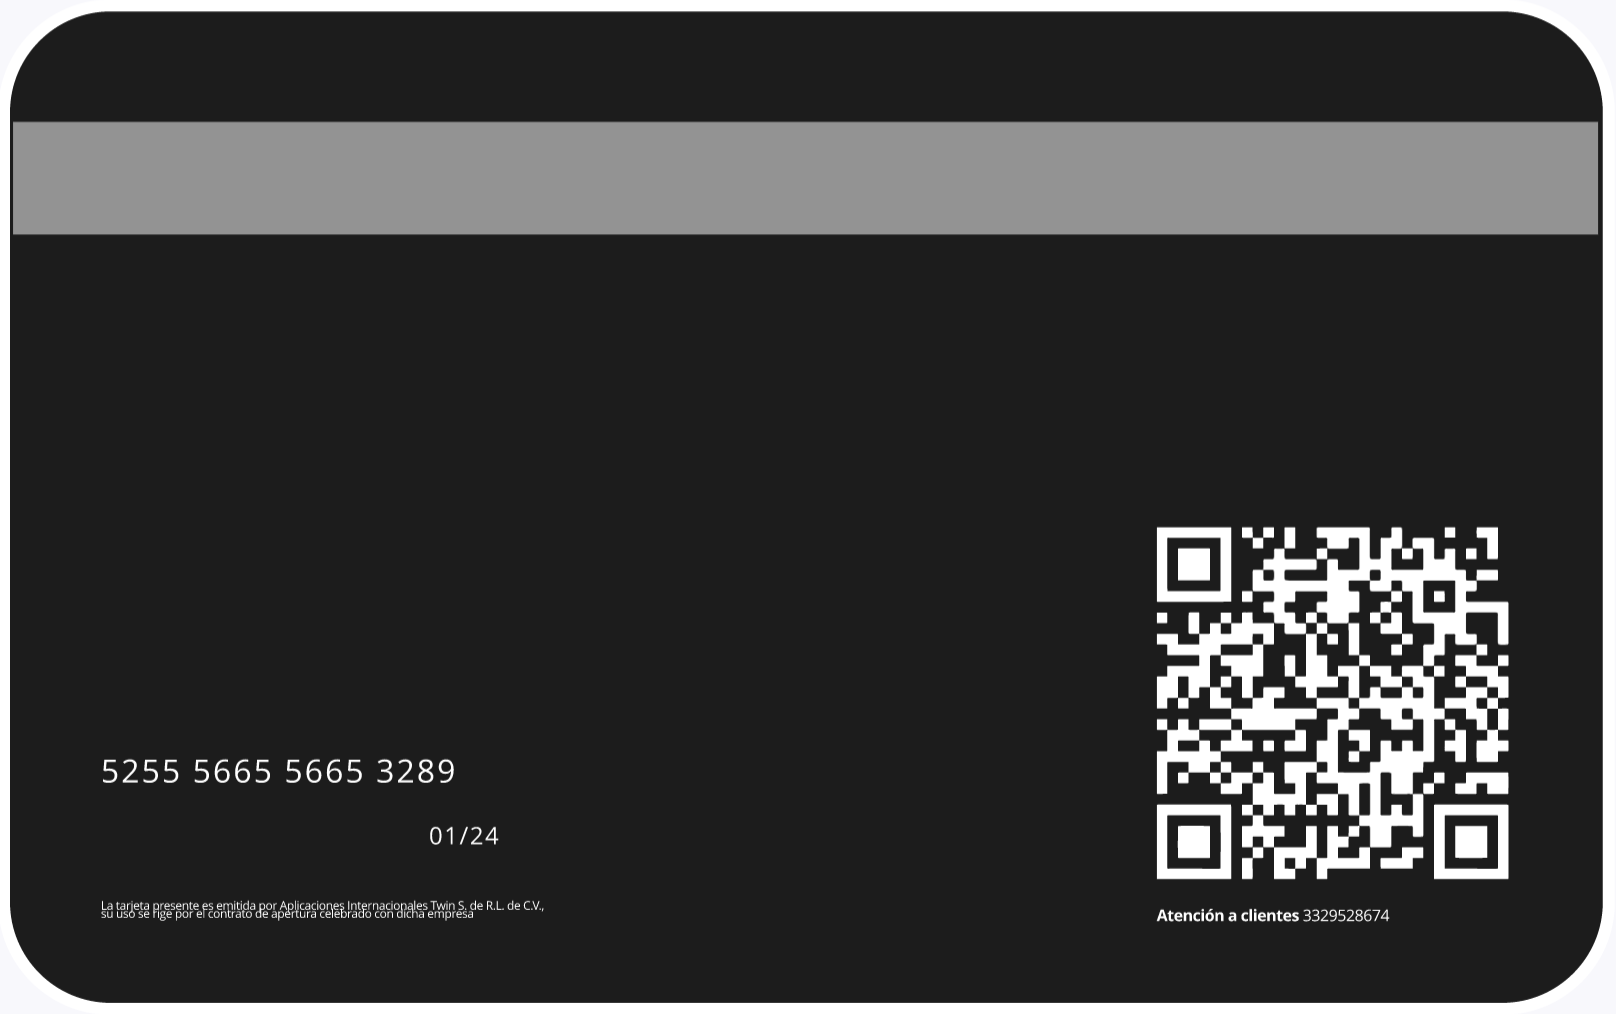 5255 5665 5665 3289
01/24
La tarjeta presente es emitida por Aplicaciones Internacionales Twin S. de R.L. de C.V.,
su uso se rige por el contrato de apertura celebrado con dicha empresa
Atención a clientes 3329528674